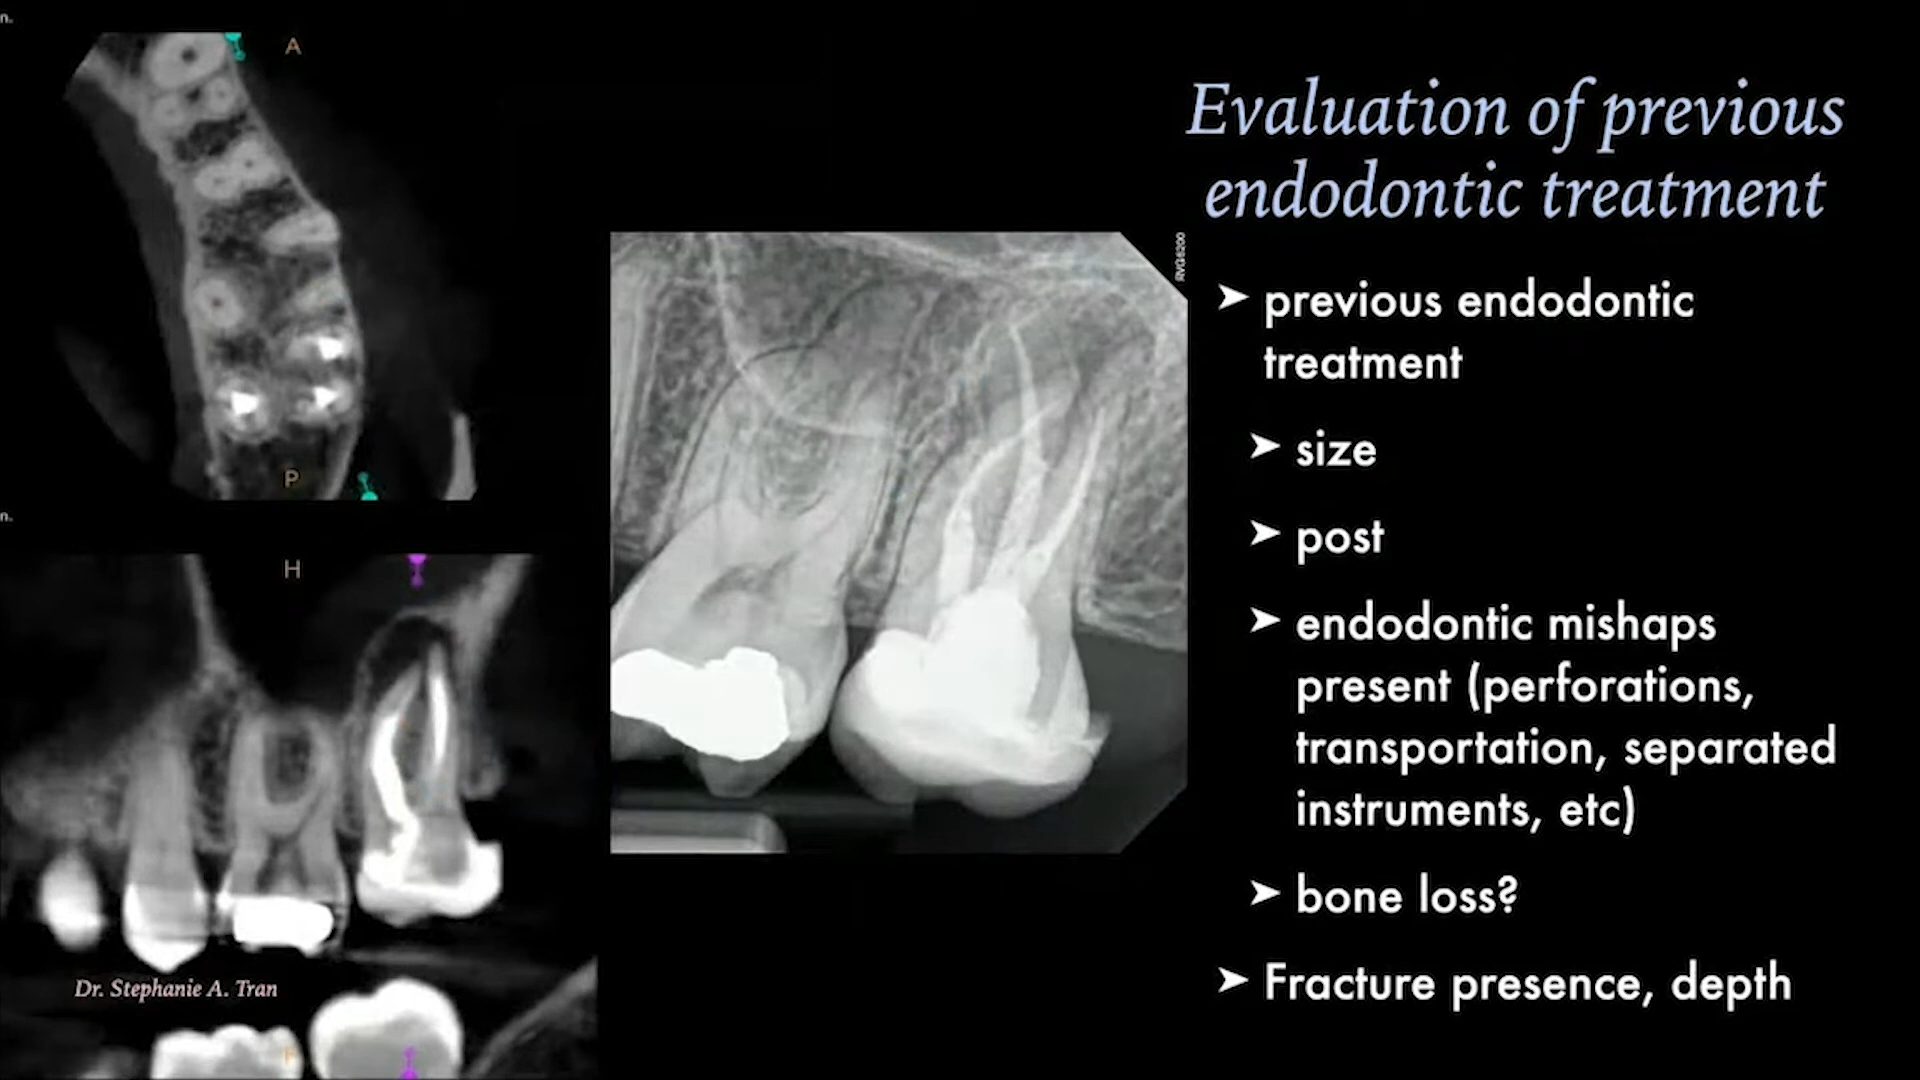 n.
A
P
n.
H
Dr. Stephanie A. Tran
F
RVG6200
Evaluation of previous
endodontic treatment
➤ previous endodontic
treatment
➤ size
➤ post
➤ endodontic mishaps
present (perforations,
transportation, separated
instruments, etc)
➤ bone loss?
➤ Fracture presence, depth